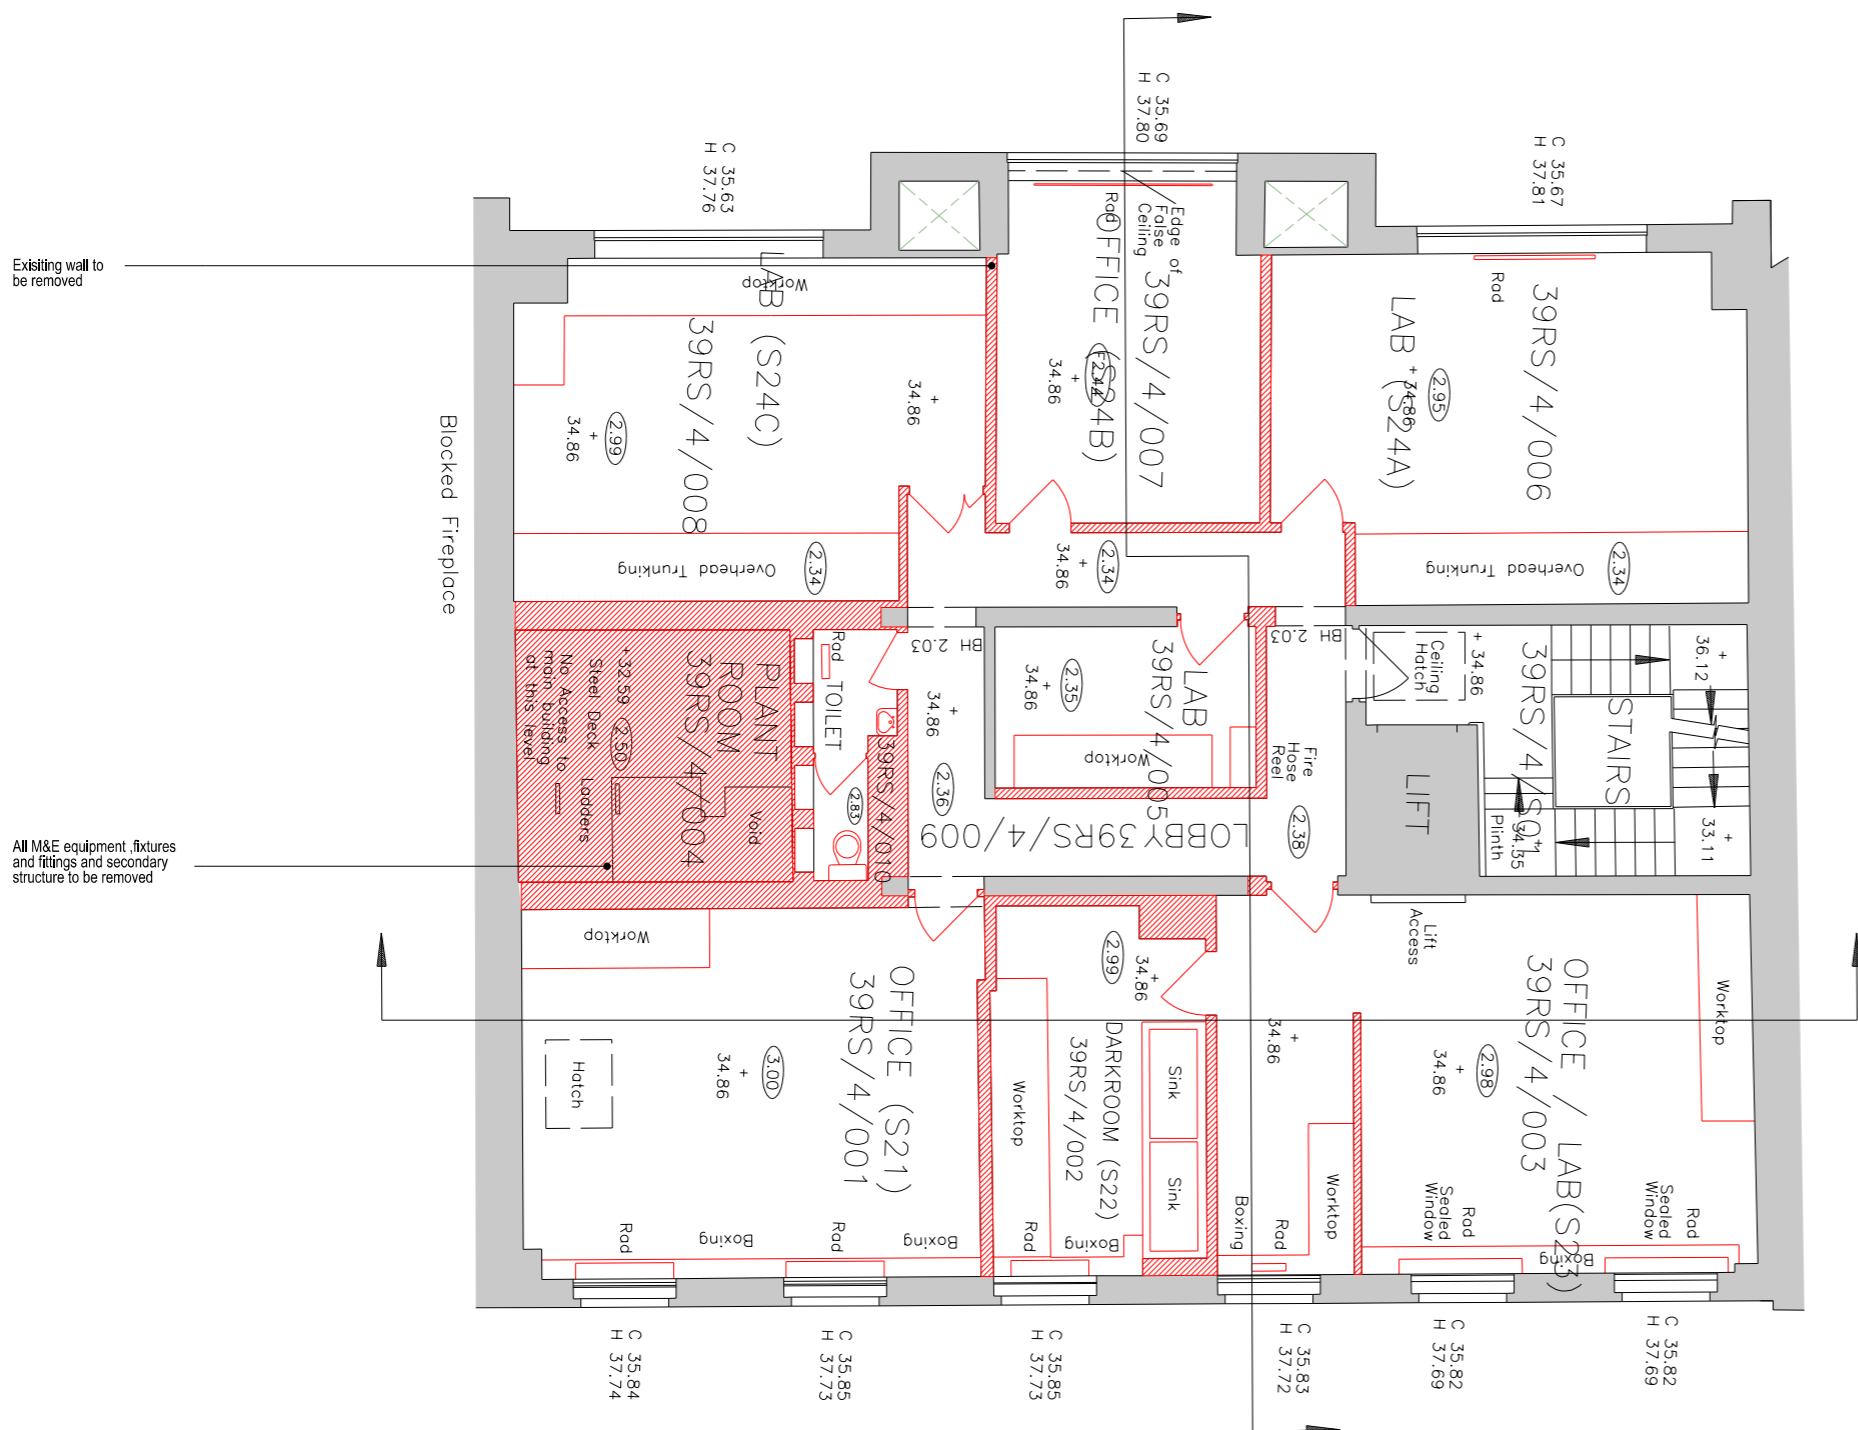 C 35.69
H 37.80
C 35.63
H 37.76
C 35.67
H 37.81
Exisiting wall to
be removed
Worktop
LAB (S24C)
39RS/4/008
34.86
2.99
34.86
Overhead Trunking
2.34
Blocked Fireplace
Rad
Edge of
False
Ceiling
OFFICE (S24B)
39RS/4/007
34.86
34.86
2.34
Rad
LAB (S24A)
39RS/4/006
34.86
2.95
Overhead Trunking
2.34
PLANT
ROOM
39RS/4/004
+32.59
2.50
Steel Deck
Ladders
No Access to
main building
at this level
Void
Rad
TOILET
39RS/4/010
2.83
BH 2.03
34.86
2.36
LAB
39RS/4/005
34.86
2.35
Worktop
LOBBY
39RS/4/009
BH 2.03
Fire
Hose
Reel
2.38
Ceiling
Hatch
34.86
39RS/4/S01
STAIRS
36.12
33.11
34.35
Plinth
LIFT
All M&E equipment ,fixtures
and fittings and secondary
structure to be removed
Worktop
OFFICE (S21)
39RS/4/001
34.86
3.00
Hatch
Rad
Boxing
Rad
Boxing
2.99
34.86
DARKROOM (S22)
39RS/4/002
Worktop
Sink
Sink
Rad
Boxing
34.86
Boxing
Rad
Worktop
Lift
Access
OFFICE / LAB(S23)
39RS/4/003
34.86
2.98
Worktop
Rad
Sealed
Window
Boxing
Rad
Sealed
Window
C 35.84
H 37.74
C 35.85
H 37.73
C 35.85
H 37.73
C 35.83
H 37.72
C 35.82
H 37.69
C 35.82
H 37.69